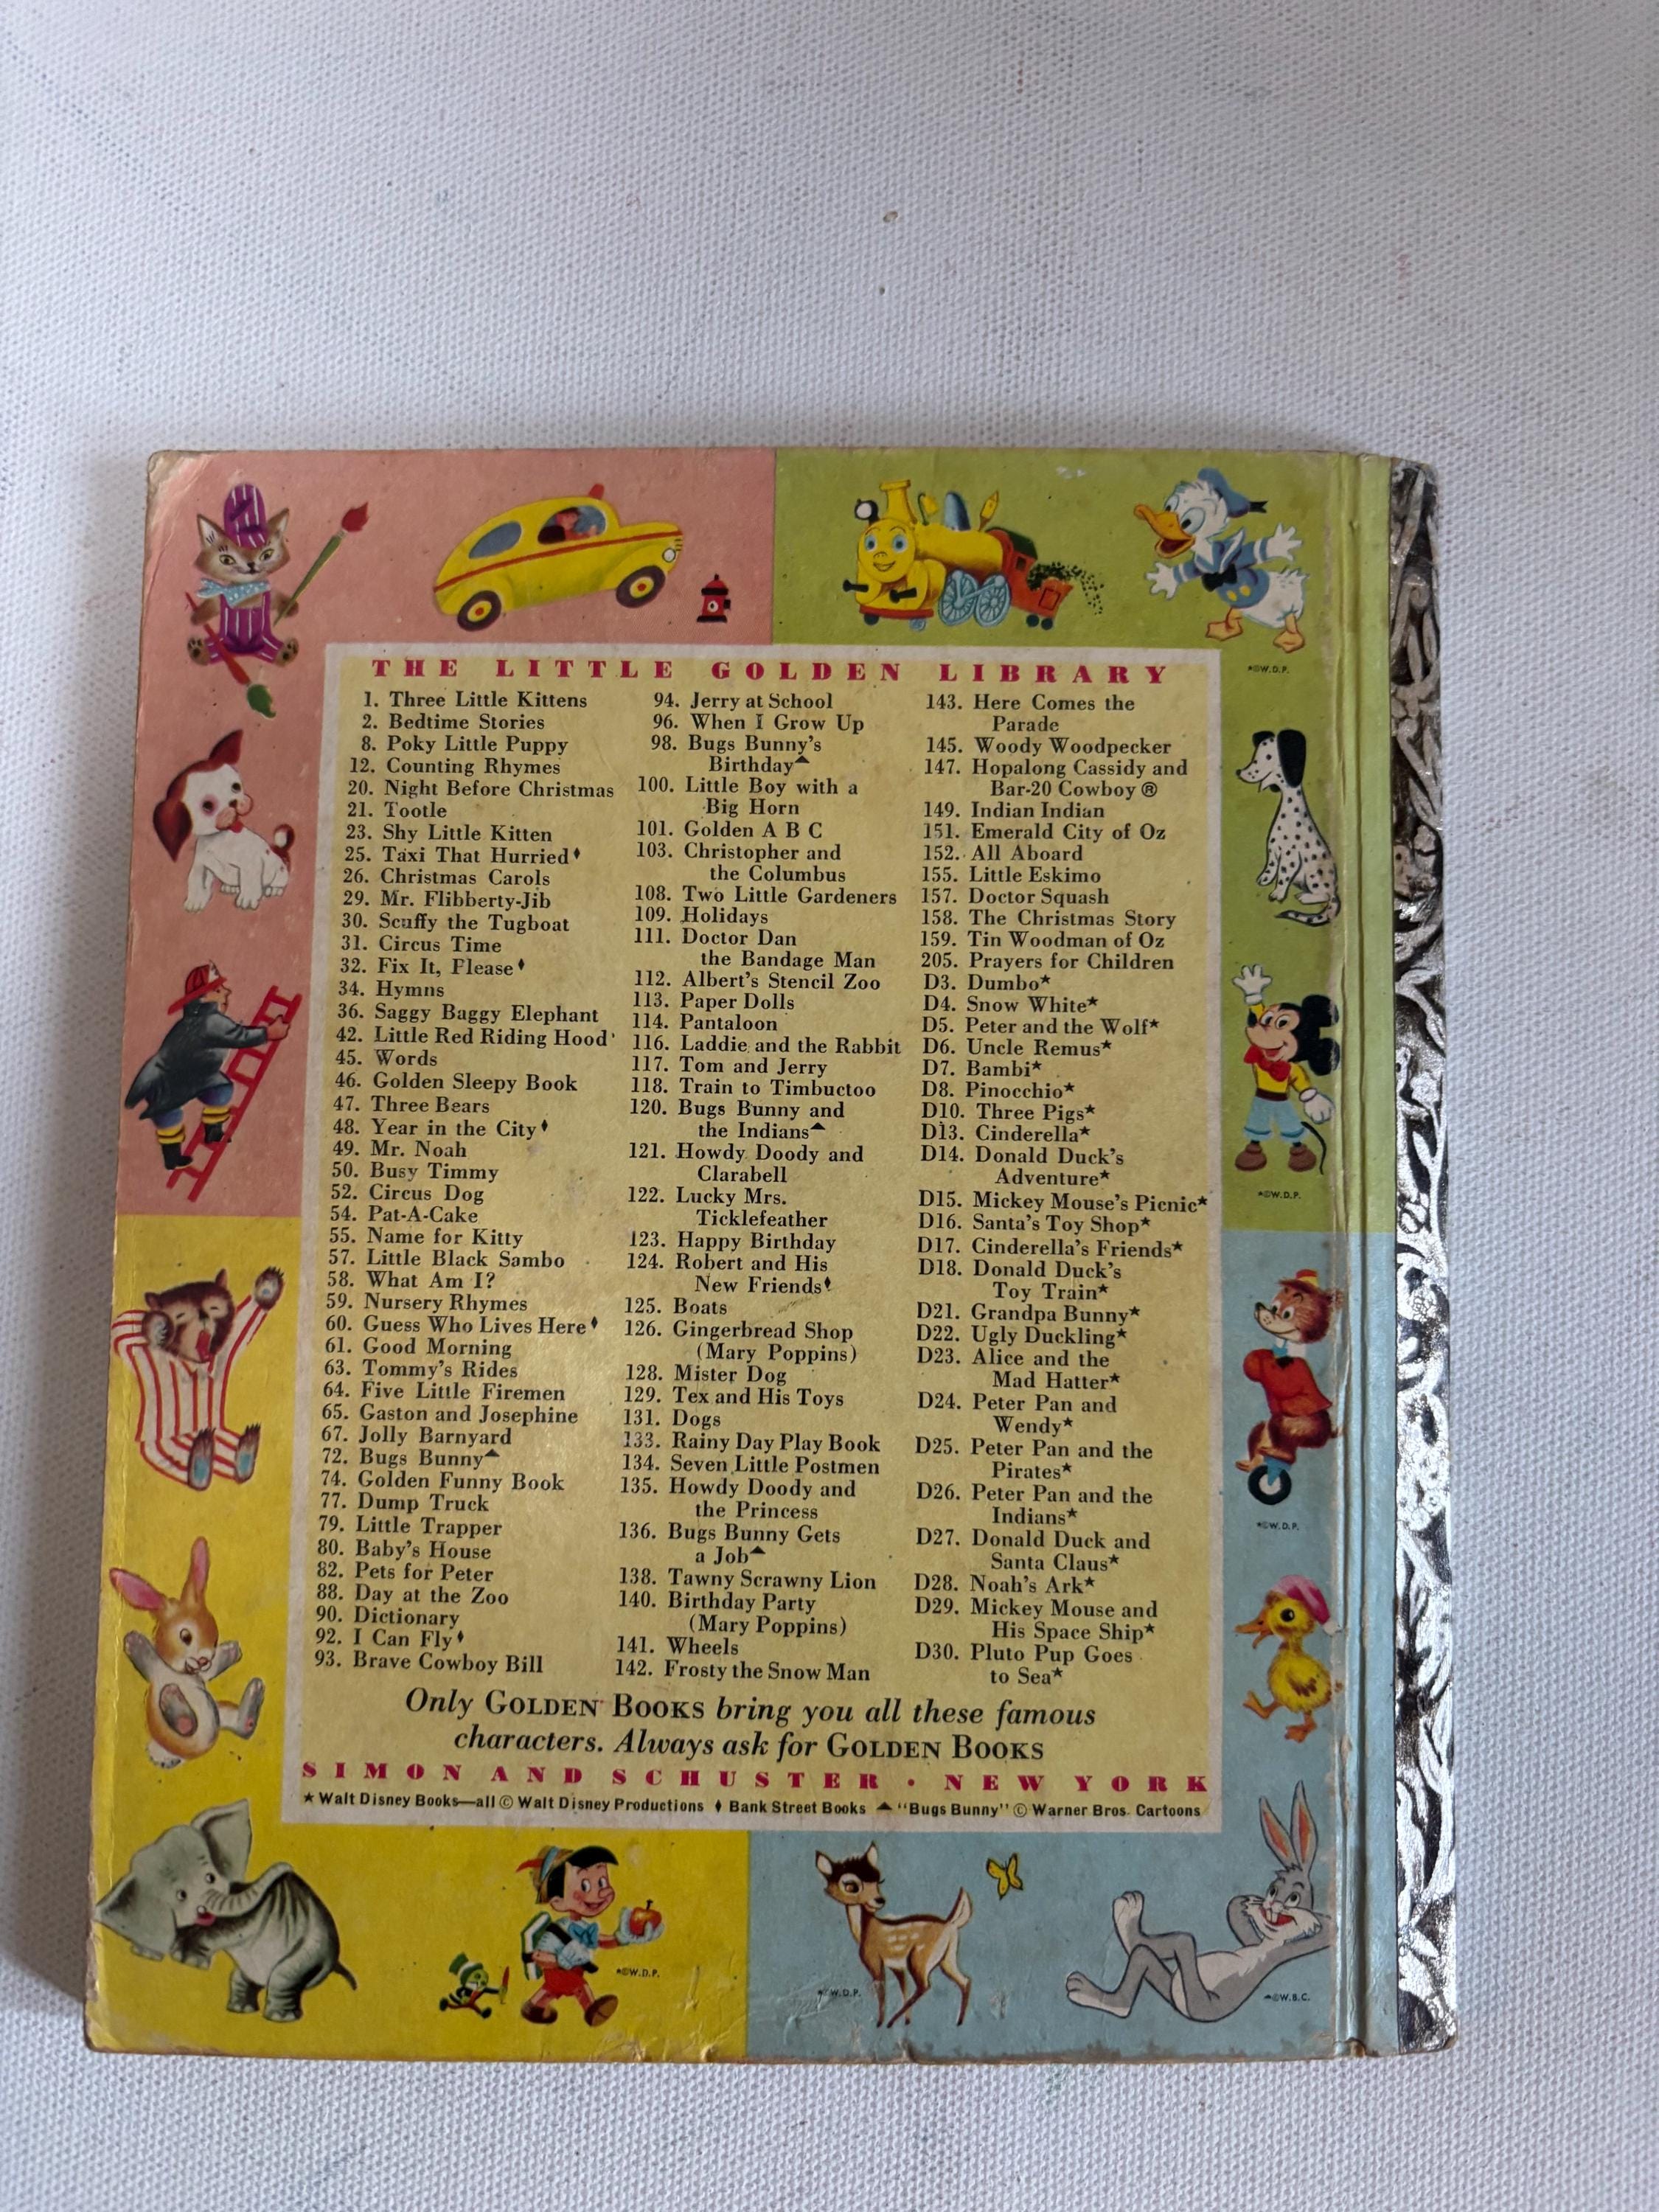 THE LITTLE GOLDEN LIBRARY
1. Three Little Kittens
2. Bedtime Stories
8. Poky Little Puppy
12. Counting Rhymes
20. Night Before Christmas
21. Tootle
23. Shy Little Kitten
25. Taxi That Hurried♦
26. Christmas Carols
29. Mr. Flibberty-Jib
30. Scuffy the Tugboat
31. Circus Time
32. Fix It, Please♦
34. Hymns
36. Saggy Baggy Elephant
42. Little Red Riding Hood
45. Words
46. Golden Sleepy Book
47. Three Bears
48. Year in the City♦
49. Mr. Noah
50. Busy Timmy
52. Circus Dog
54. Pat-A-Cake
55. Name for Kitty
57. Little Black Sambo
58. What Am I?
59. Nursery Rhymes
60. Guess Who Lives Here♦
61. Good Morning
63. Tommy's Rides
64. Five Little Firemen
65. Gaston and Josephine
67. Jolly Barnyard
72. Bugs Bunny▲
74. Golden Funny Book
77. Dump Truck
79. Little Trapper
80. Baby's House
82. Pets for Peter
88. Day at the Zoo
90. Dictionary
92. I Can Fly♦
93. Brave Cowboy Bill
94. Jerry at School
96. When I Grow Up
98. Bugs Bunny's
Birthday▲
100. Little Boy with a
Big Horn
101. Golden A B C
103. Christopher and
the Columbus
108. Two Little Gardeners
109. Holidays
111. Doctor Dan
the Bandage Man
112. Albert's Stencil Zoo
113. Paper Dolls
114. Pantaloon
116. Laddie and the Rabbit
117. Tom and Jerry
118. Train to Timbuctoo
120. Bugs Bunny and
the Indians▲
121. Howdy Doody and
Clarabell
122. Lucky Mrs.
Ticklefeather
123. Happy Birthday
124. Robert and His
New Friends♦
125. Boats
126. Gingerbread Shop
(Mary Poppins)
128. Mister Dog
129. Tex and His Toys
131. Dogs
133. Rainy Day Play Book
134. Seven Little Postmen
135. Howdy Doody and
the Princess
136. Bugs Bunny Gets
a Job▲
138. Tawny Scrawny Lion
140. Birthday Party
(Mary Poppins)
141. Wheels
142. Frosty the Snow Man
143. Here Comes the
Parade
145. Woody Woodpecker
147. Hopalong Cassidy and
Bar-20 Cowboy ®
149. Indian Indian
151. Emerald City of Oz
152. All Aboard
155. Little Eskimo
157. Doctor Squash
158. The Christmas Story
159. Tin Woodman of Oz
205. Prayers for Children
D3. Dumbo★
D4. Snow White★
D5. Peter and the Wolf★
D6. Uncle Remus★
D7. Bambi★
D8. Pinocchio★
D10. Three Pigs★
D13. Cinderella★
D14. Donald Duck's
Adventure★
D15. Mickey Mouse's Picnic★
D16. Santa's Toy Shop★
D17. Cinderella's Friends★
D18. Donald Duck's
Toy Train★
D21. Grandpa Bunny★
D22. Ugly Duckling★
D23. Alice and the
Mad Hatter★
D24. Peter Pan and
Wendy★
D25. Peter Pan and the
Pirates★
D26. Peter Pan and the
Indians★
D27. Donald Duck and
Santa Claus★
D28. Noah's Ark★
D29. Mickey Mouse and
His Space Ship★
D30. Pluto Pup Goes
to Sea★
Only GOLDEN BOOKS bring you all these famous
characters. Always ask for GOLDEN BOOKS
SIMON AND SCHUSTER • NEW YORK
★ Walt Disney Books—all © Walt Disney Productions ♦ Bank Street Books ▲ "Bugs Bunny" © Warner Bros. Cartoons
★©W.D.P.
★©W.D.P.
★©W.D.P.
★©W.D.P.
★©W.D.P.
▲©W.B.C.